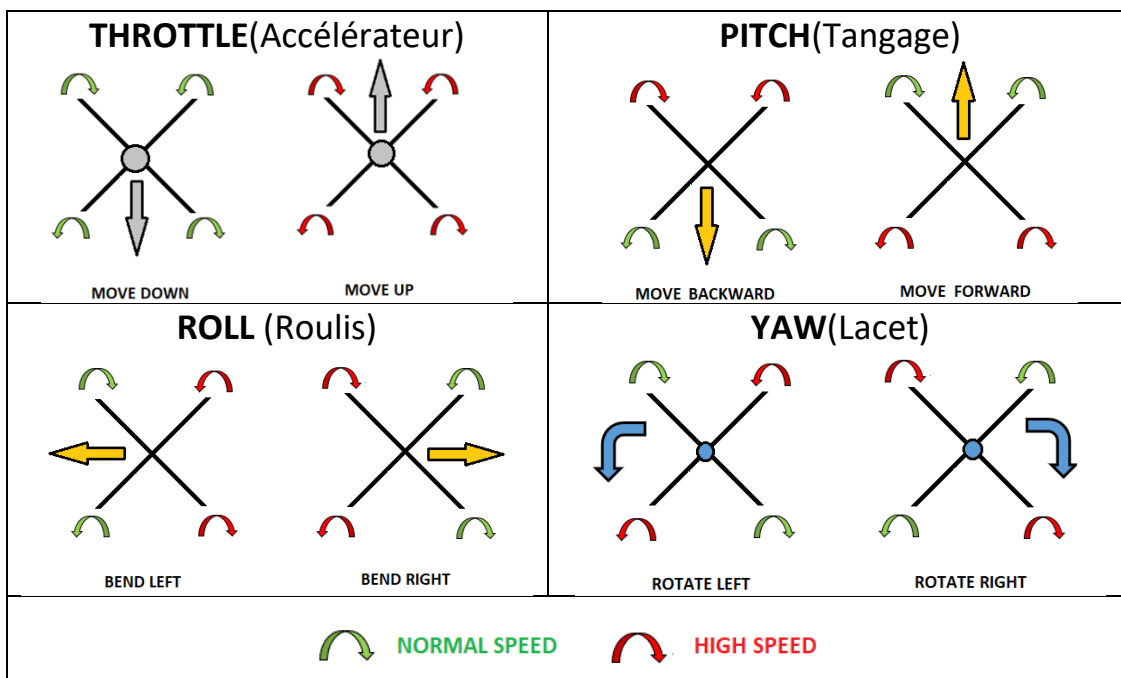 THROTTLE(Accélérateur)
MOVE DOWN
MOVE UP
PITCH(Tangage)
MOVE BACKWARD
MOVE FORWARD
ROLL (Roulis)
BEND LEFT
BEND RIGHT
YAW(Lacet)
ROTATE LEFT
ROTATE RIGHT
NORMAL SPEED
HIGH SPEED